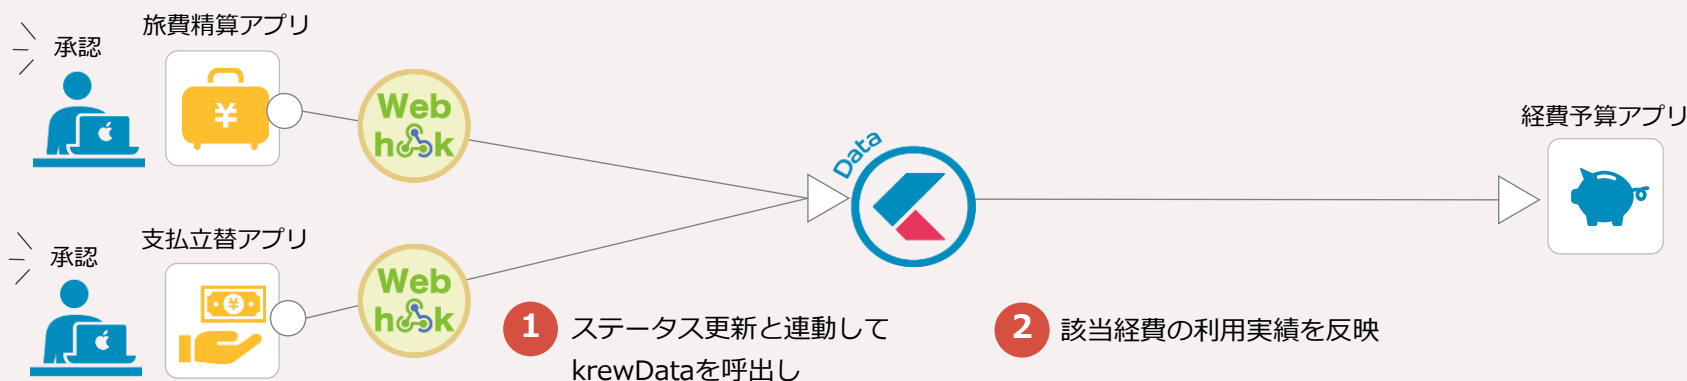 旅費精算アプリ
承認
¥
Web
hook
Data
経費予算アプリ
支払立替アプリ
承認
¥
Web
hook
1 ステータス更新と連動して
krewDataを呼出し
2 該当経費の利用実績を反映